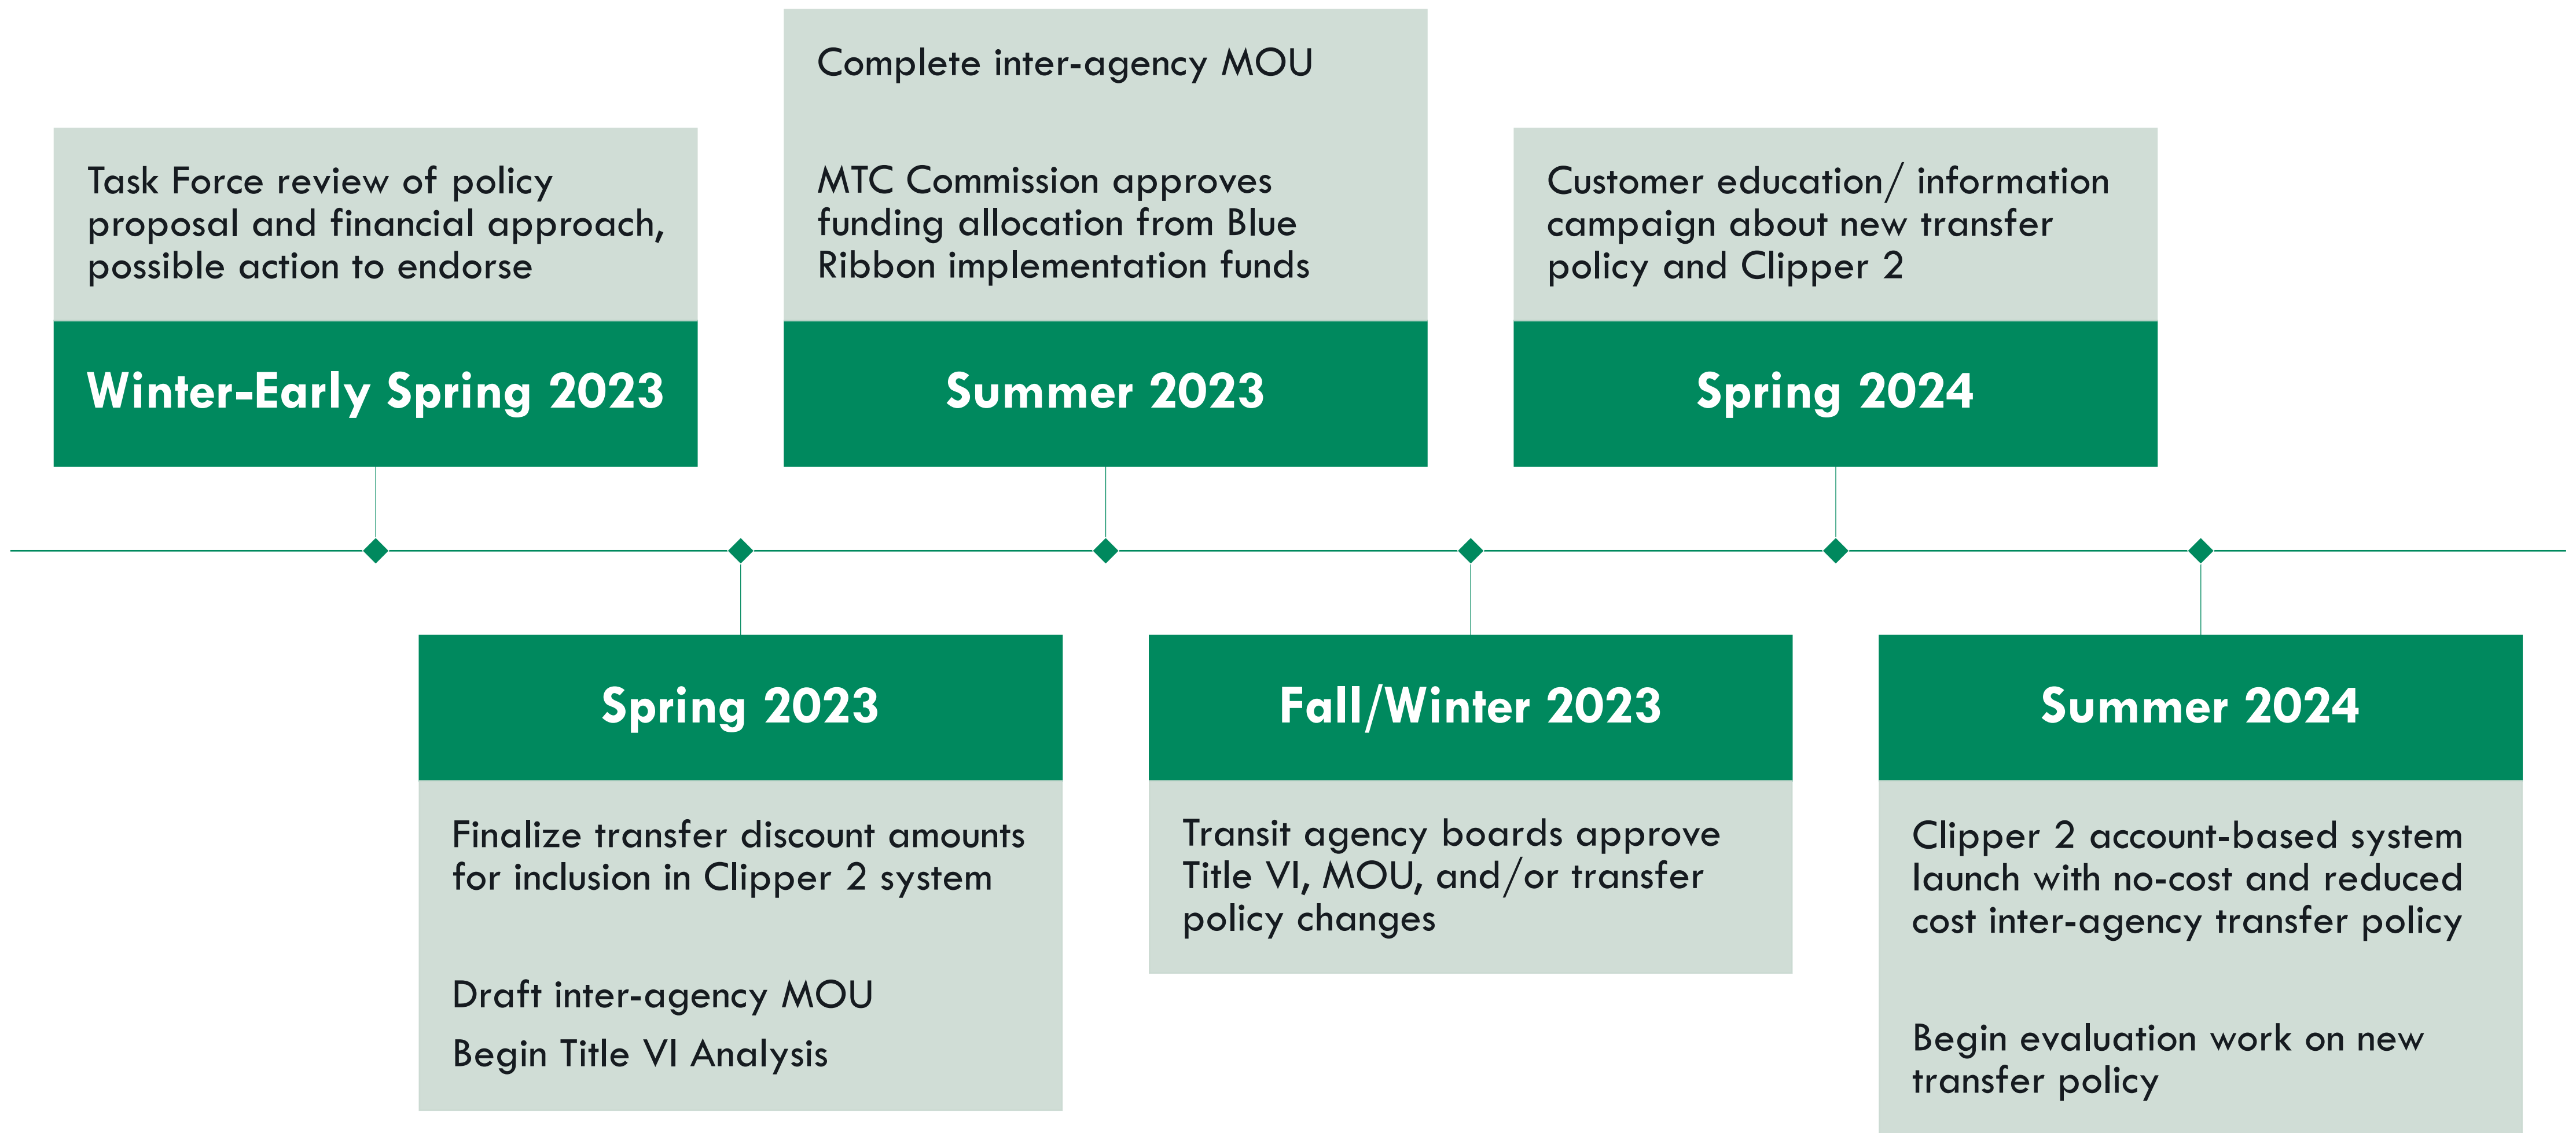 Task Force review of policy
proposal and financial approach,
possible action to endorse
Winter-Early Spring 2023
Complete inter-agency MOU
MTC Commission approves
funding allocation from Blue
Ribbon implementation funds
Summer 2023
Customer education/ information
campaign about new transfer
policy and Clipper 2
Spring 2024
Spring 2023
Finalize transfer discount amounts
for inclusion in Clipper 2 system
Draft inter-agency MOU
Begin Title VI Analysis
Fall/Winter 2023
Transit agency boards approve
Title VI, MOU, and/or transfer
policy changes
Summer 2024
Clipper 2 account-based system
launch with no-cost and reduced
cost inter-agency transfer policy
Begin evaluation work on new
transfer policy